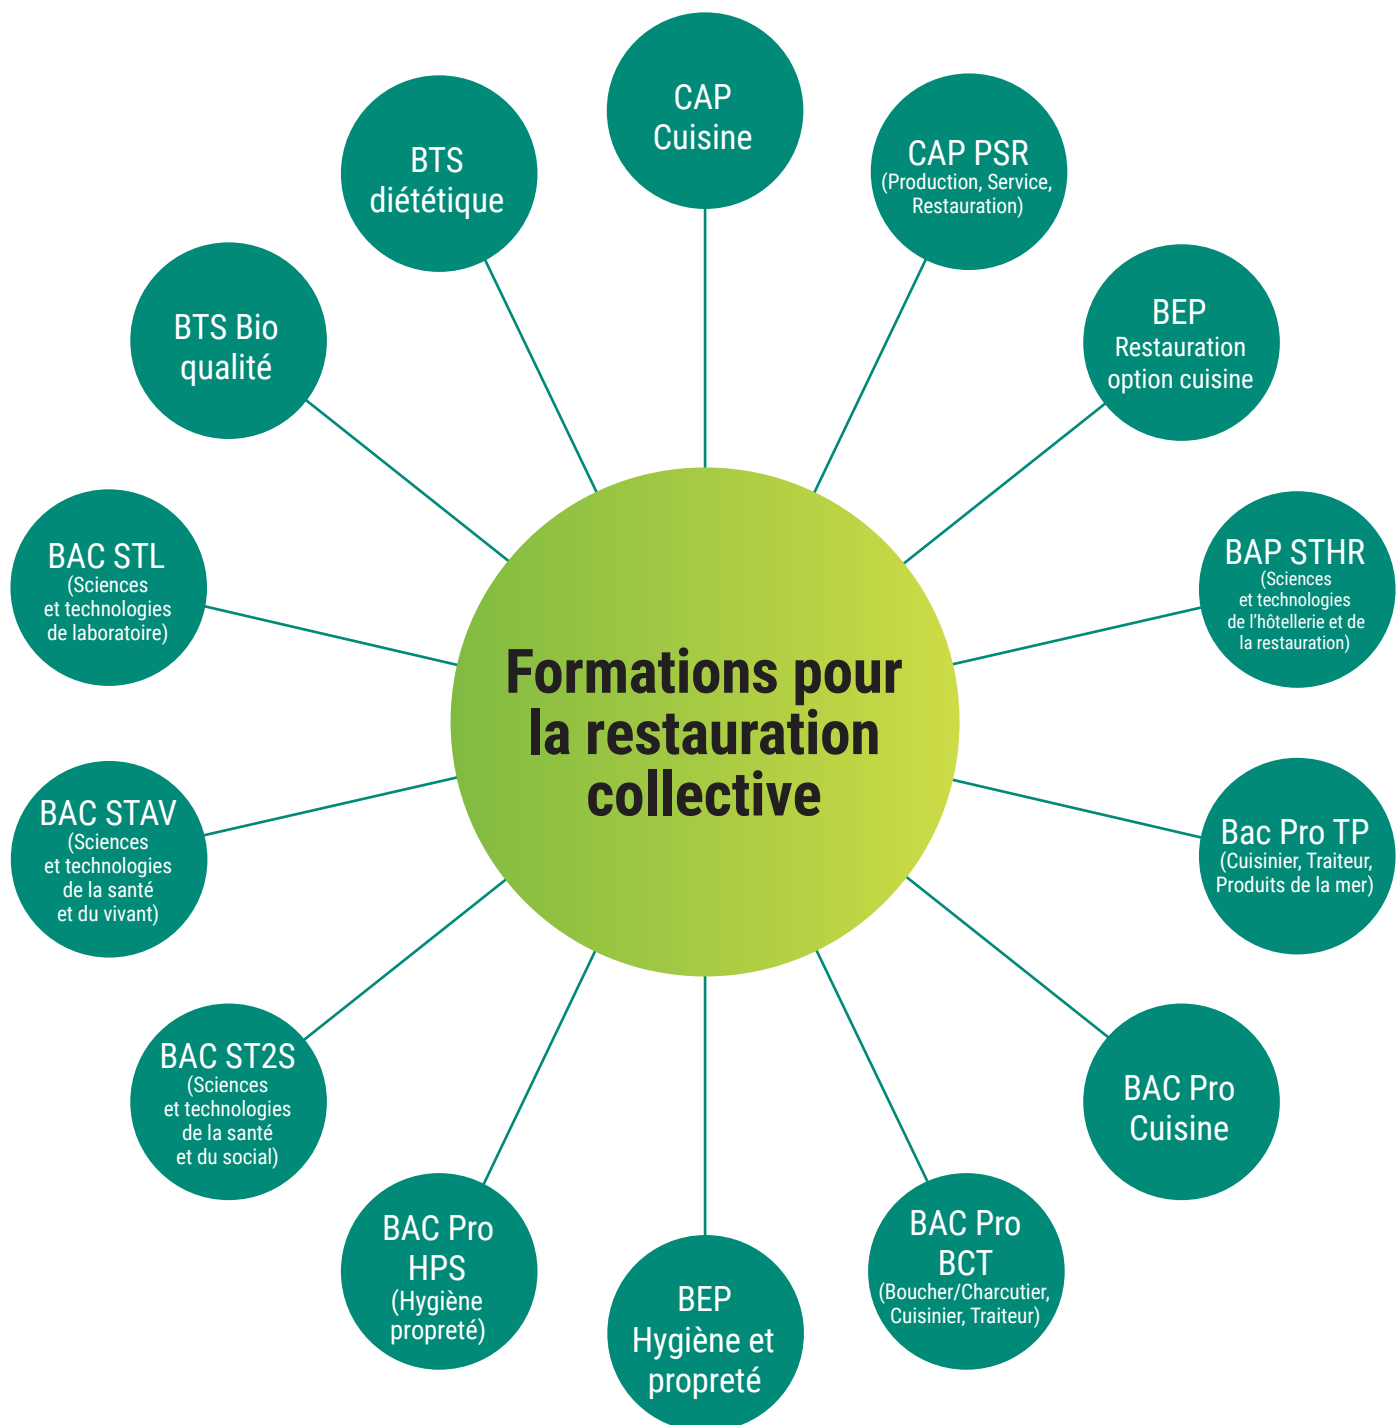 CAP
Cuisine
CAP PSR
(Production, Service,
Restauration)
BEP
Restauration
option cuisine
BAP STHR
(Sciences
et technologies
de l'hôtellerie et de
la restauration)
Bac Pro TP
(Cuisinier, Traiteur,
Produits de la mer)
BAC Pro
Cuisine
BAC Pro
BCT
(Boucher/Charcutier,
Cuisinier, Traiteur)
BEP
Hygiène et
propreté
BAC Pro
HPS
(Hygiène
propreté)
BAC ST2S
(Sciences
et technologies
de la santé
et du social)
BAC STAV
(Sciences
et technologies
de la santé
et du vivant)
BAC STL
(Sciences
et technologies
de laboratoire)
BTS Bio
qualité
BTS
diététique
Formations pour
la restauration
collective